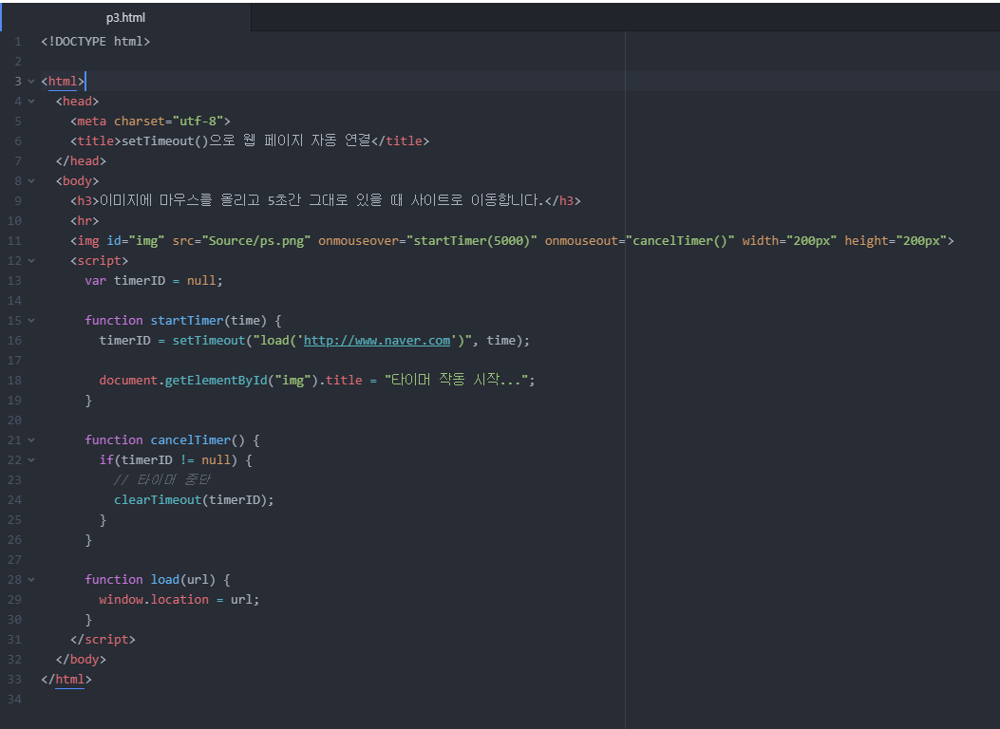 p3.html
1 <!DOCTYPE html>
2
3 <html>
4 <head>
5 <meta charset="utf-8">
6 <title>setTimeout()으로 웹 페이지 자동 연결</title>
7 </head>
8 <body>
9 <h3>이미지에 마우스를 올리고 5초간 그대로 있을 때 사이트로 이동합니다.</h3>
10 <hr>
11 <img id="img" src="Source/ps.png" onmouseover="startTimer(5000)" onmouseout="cancelTimer()" width="200px" height="200px">
12 <script>
13 var timerID = null;
14
15 function startTimer(time) {
16 timerID = setTimeout("load('http://www.naver.com')", time);
17
18 document.getElementById("img").title = "타이머 작동 시작...";
19 }
20
21 function cancelTimer() {
22 if(timerID != null) {
23 // 타이머 중단
24 clearTimeout(timerID);
25 }
26 }
27
28 function load(url) {
29 window.location = url;
30 }
31 </script>
32 </body>
33 </html>
34